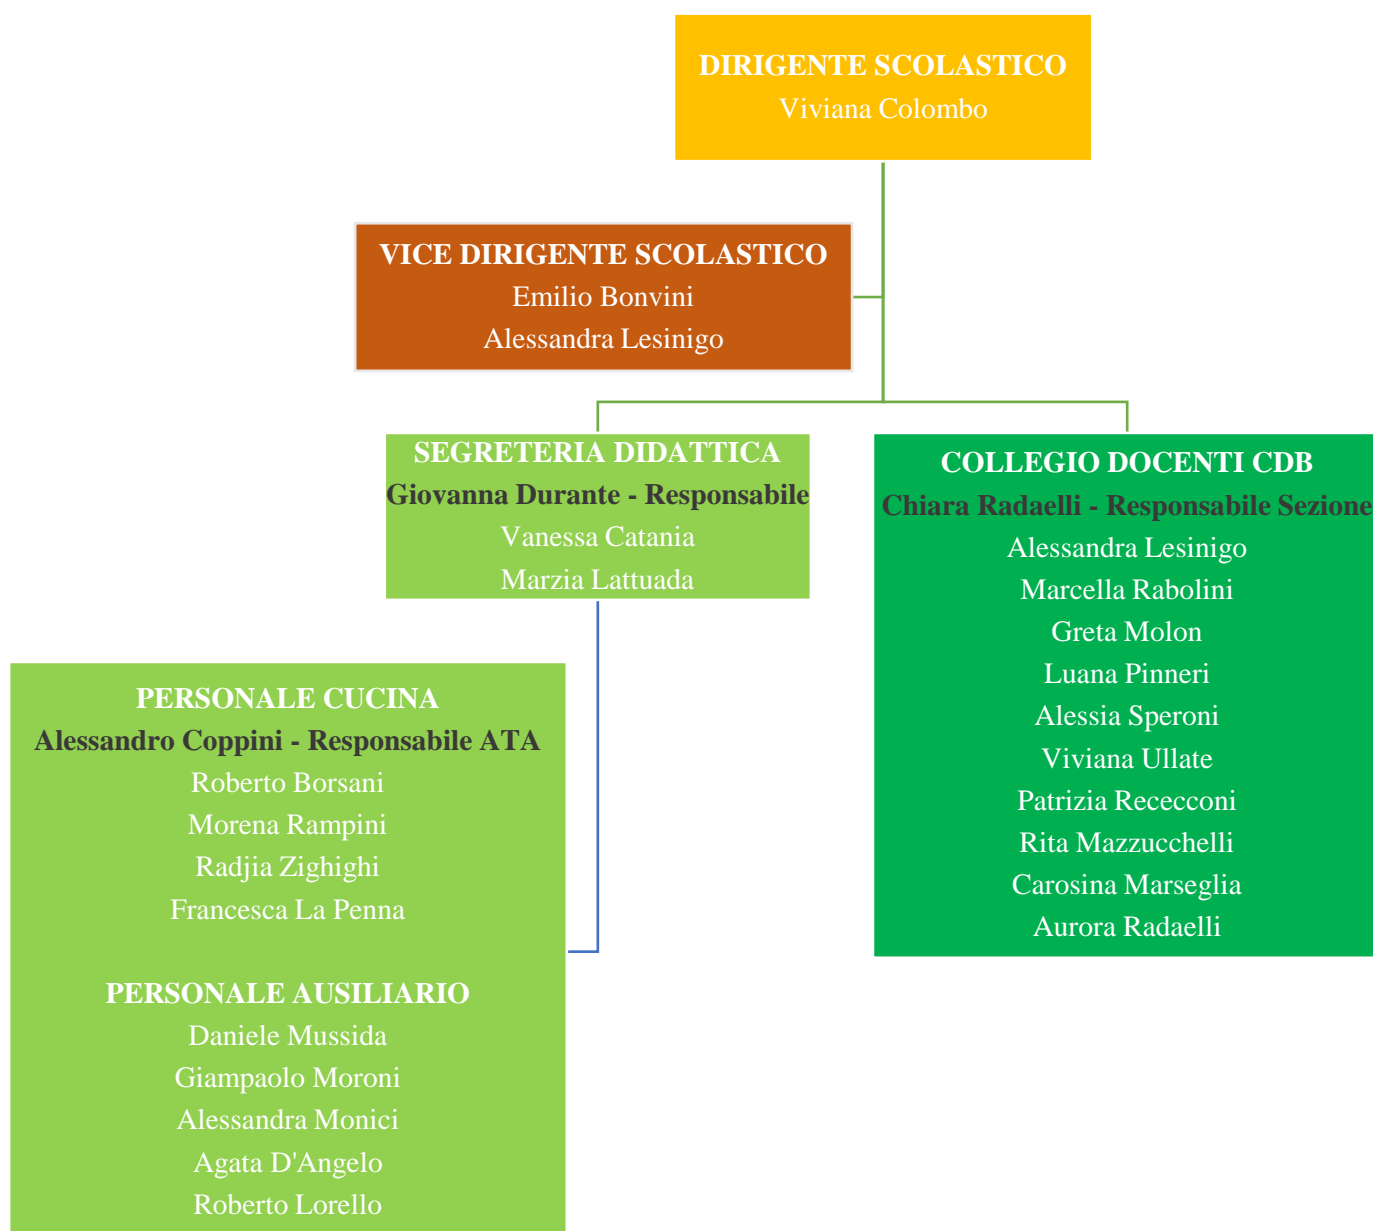 DIRIGENTE SCOLASTICO
Viviana Colombo
VICE DIRIGENTE SCOLASTICO
Emilio Bonvini
Alessandra Lesinigo
SEGRETERIA DIDATTICA
Giovanna Durante - Responsabile
Vanessa Catania
Marzia Lattuada
COLLEGIO DOCENTI CDB
Chiara Radaelli - Responsabile Sezione
Alessandra Lesinigo
Marcella Rabolini
Greta Molon
Luana Pinneri
Alessia Speroni
Viviana Ullate
Patrizia Rececconi
Rita Mazzucchelli
Carosina Marseglia
Aurora Radaelli
PERSONALE CUCINA
Alessandro Coppini - Responsabile ATA
Roberto Borsani
Morena Rampini
Radjia Zighighi
Francesca La Penna
PERSONALE AUSILIARIO
Daniele Mussida
Giampaolo Moroni
Alessandra Monici
Agata D'Angelo
Roberto Lorello